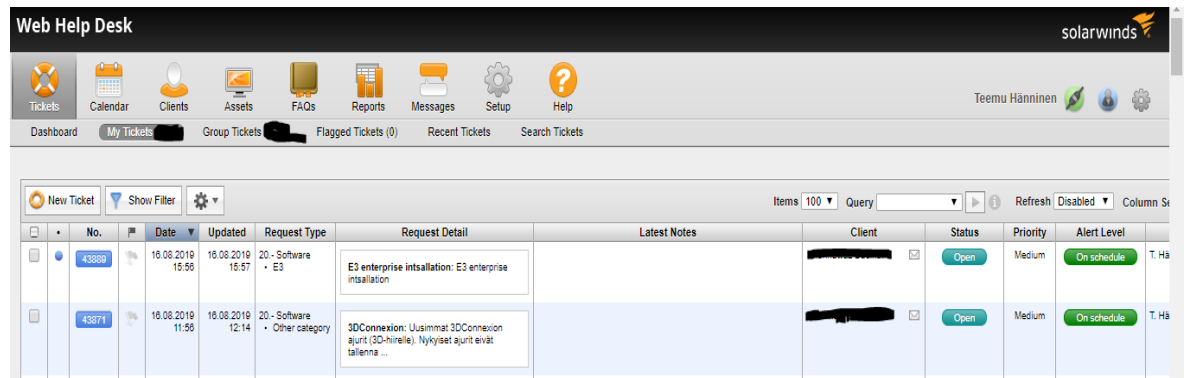 Web Help Desk
solarwinds
Tickets Calendar Clients Assets FAQs Reports Messages Setup Help
Teemu Hänninen
Dashboard My Tickets Group Tickets Flagged Tickets (0) Recent Tickets Search Tickets
New Ticket Show Filter Items 100 Query Refresh Disabled Column Se
No. Date Updated Request Type Request Detail Latest Notes Client Status Priority Alert Level
43889 16.08.2019 16.08.2019 20.- Software Open Medium On schedule T. Hä
15:56 15:57 • E3 E3 enterprise intsallation: E3 enterprise
intsallation
43871 16.08.2019 16.08.2019 20.- Software Open Medium On schedule T. Hä
11:56 12:14 • Other category 3DConnexion: Uusimmat 3DConnexion
ajurit (3D-hiirelle). Nykyiset ajurit eivät
tallenna ...